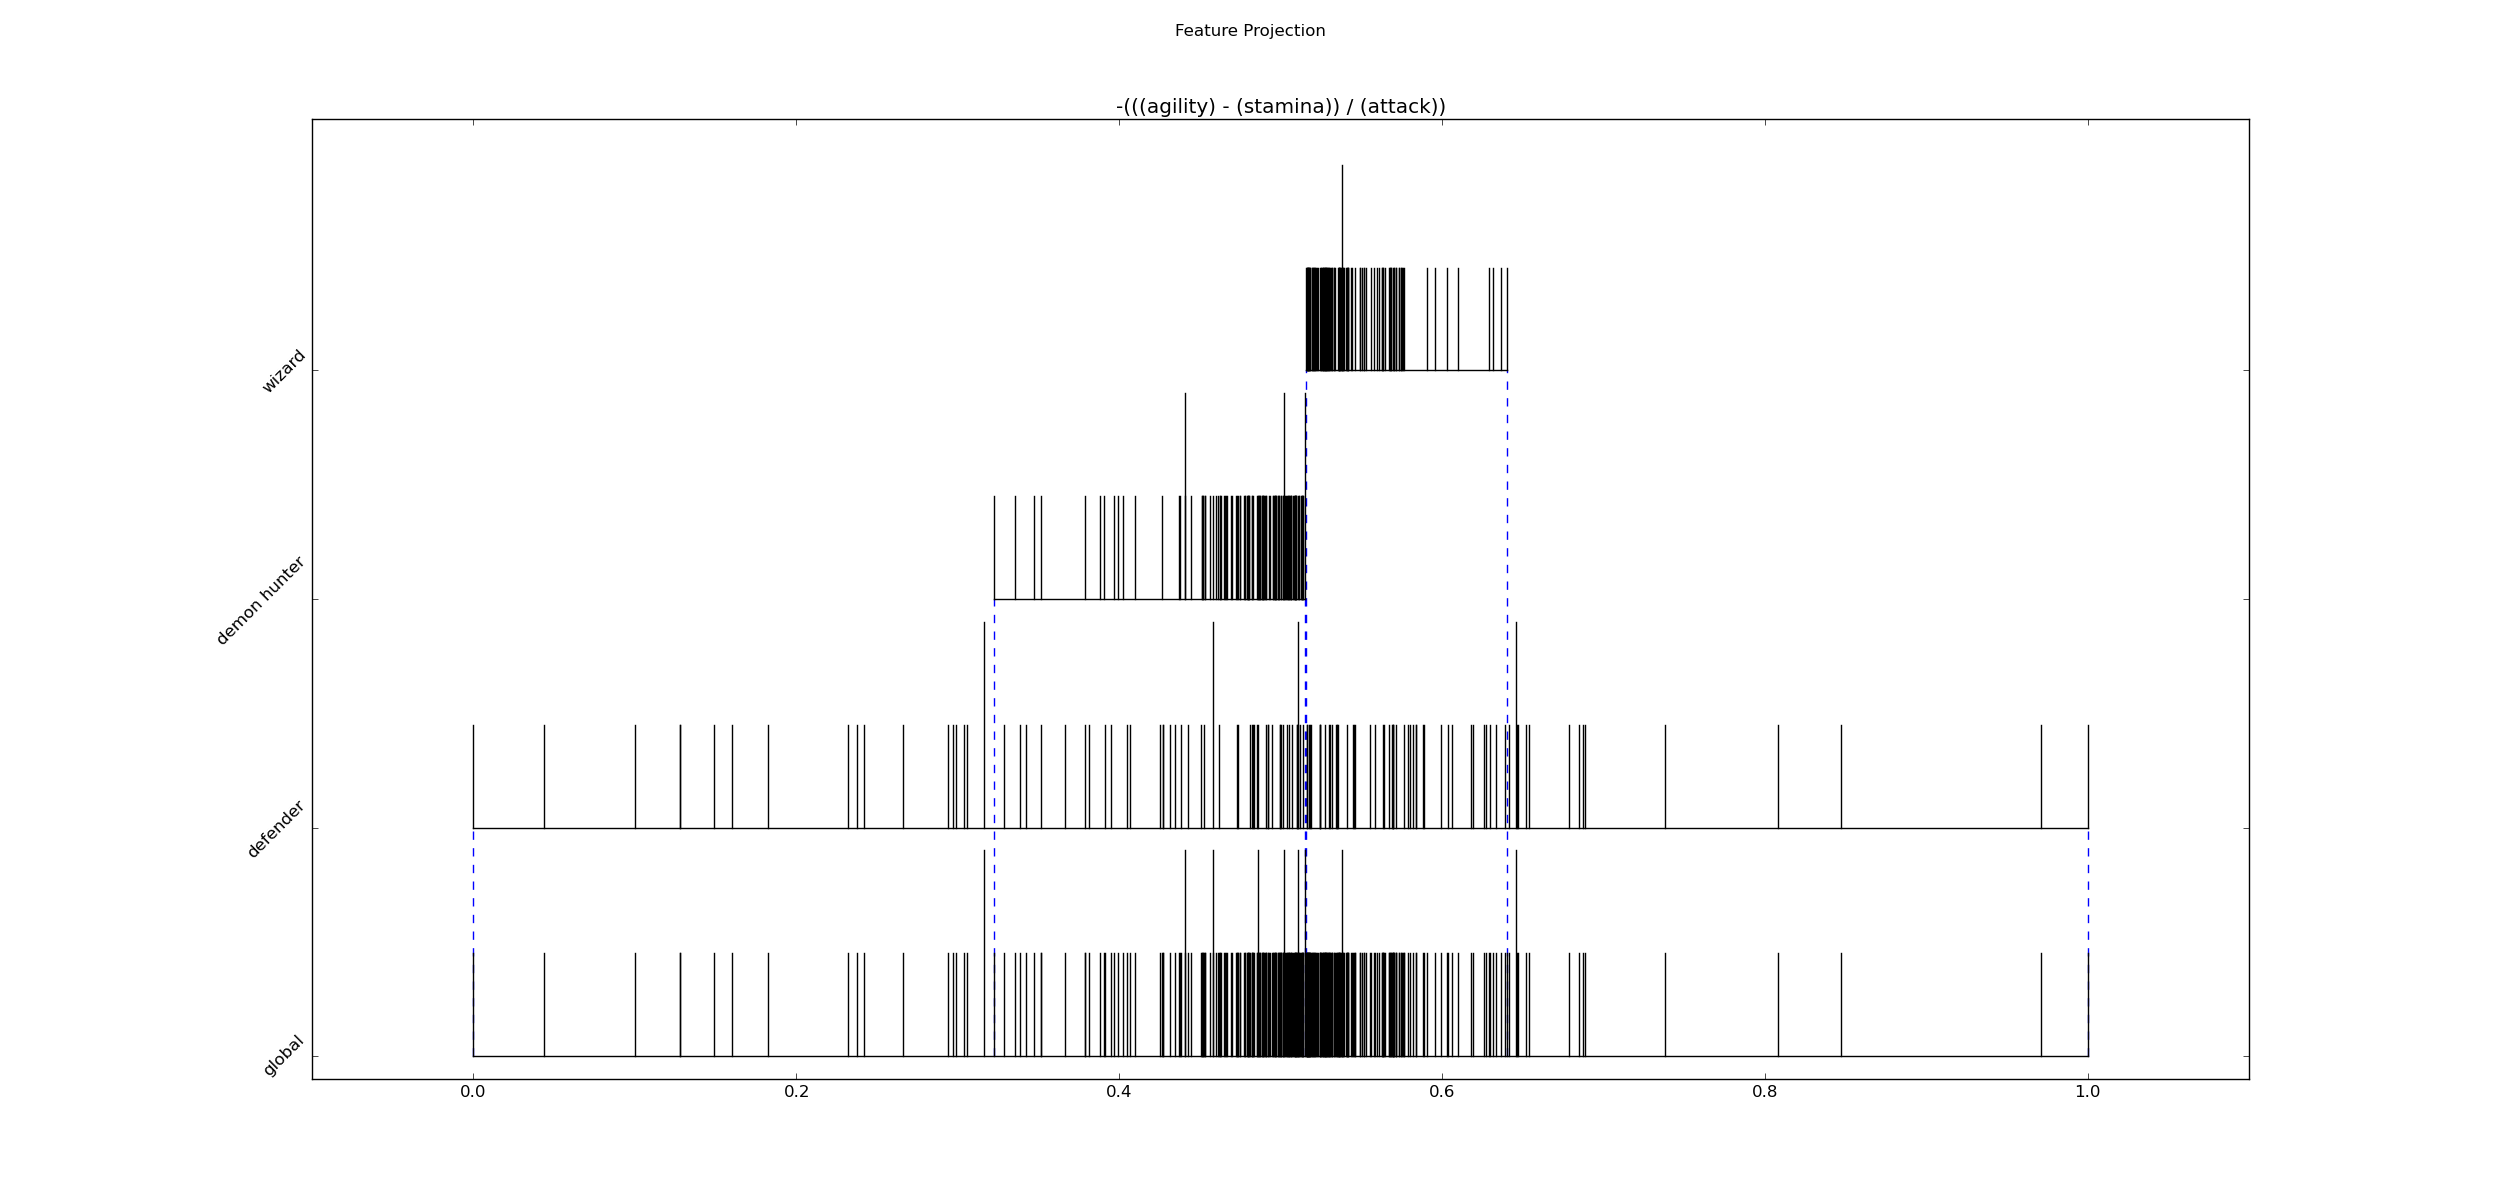 Feature Projection
-(((agility) - (stamina)) / (attack))
wizard
demon hunter
defender
global
0.0 0.2 0.4 0.6 0.8 1.0